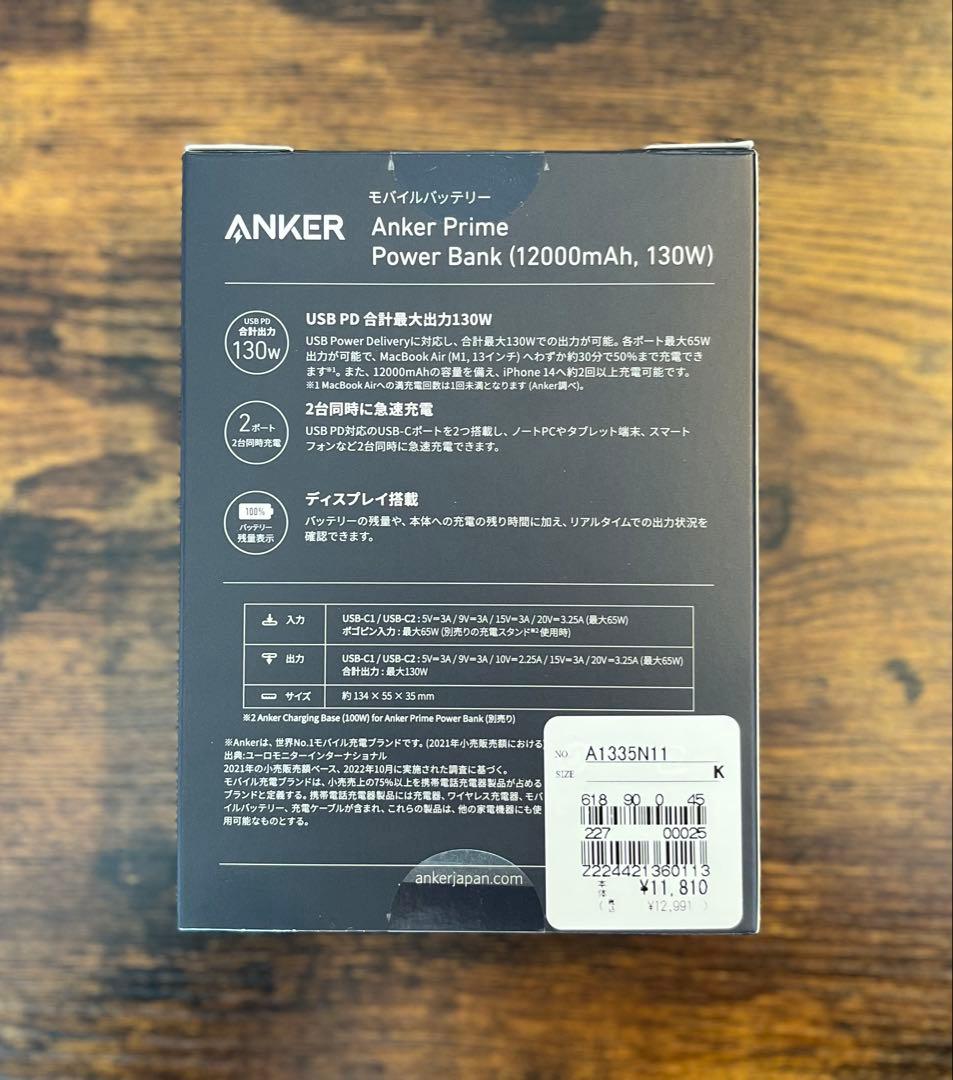 モバイルバッテリー
ANKER
Anker Prime
Power Bank (12000mAh, 130W)
USB PD
合計出力
130W
USB PD 合計最大出力130W
USB Power Deliveryに対応し、合計最大130Wでの出力が可能。各ポート最大65W
出力が可能で、MacBook Air (M1, 13インチ) へわずか約30分で50%まで充電でき
ます※1。また、12000mAhの容量を備え、iPhone 14へ約2回以上充電可能です。
※1 MacBook Airへの満充電回数は1回未満となります (Anker調べ)。
2ポート
2台同時充電
2台同時に急速充電
USB PD対応のUSB-Cポートを2つ搭載し、ノートPCやタブレット端末、スマート
フォンなど2台同時に急速充電できます。
100%
バッテリー
残量表示
ディスプレイ搭載
バッテリーの残量や、本体への充電の残り時間に加え、リアルタイムでの出力状況を
確認できます。
入力
USB-C1 / USB-C2 : 5V⎓3A / 9V⎓3A / 15V⎓3A / 20V⎓3.25A (最大65W)
ポゴピン入力 : 最大65W (別売りの充電スタンド※2 使用時)
出力
USB-C1 / USB-C2 : 5V⎓3A / 9V⎓3A / 10V⎓2.25A / 15V⎓3A / 20V⎓3.25A (最大65W)
合計出力 : 最大130W
サイズ
約 134 × 55 × 35 mm
※2 Anker Charging Base (100W) for Anker Prime Power Bank (別売り)
※Ankerは、世界No.1モバイル充電ブランドです。(2021年小売販売額における)
出典:ユーロモニターインターナショナル
2021年の小売販売額ベース、2022年10月に実施された調査に基づく。
モバイル充電ブランドは、小売売上の75%以上を携帯電話充電器製品が占める
ブランドと定義する。携帯電話充電器製品には充電器、ワイヤレス充電器、モバ
イルバッテリー、充電ケーブルが含まれ、これらの製品は、他の家電機器にも使
用可能なものとする。
ankerjapan.com
NO. A1335N11
SIZE K
618 90 0 45
227 00025
Z224421360113
本体 ¥11,810
¥12,991